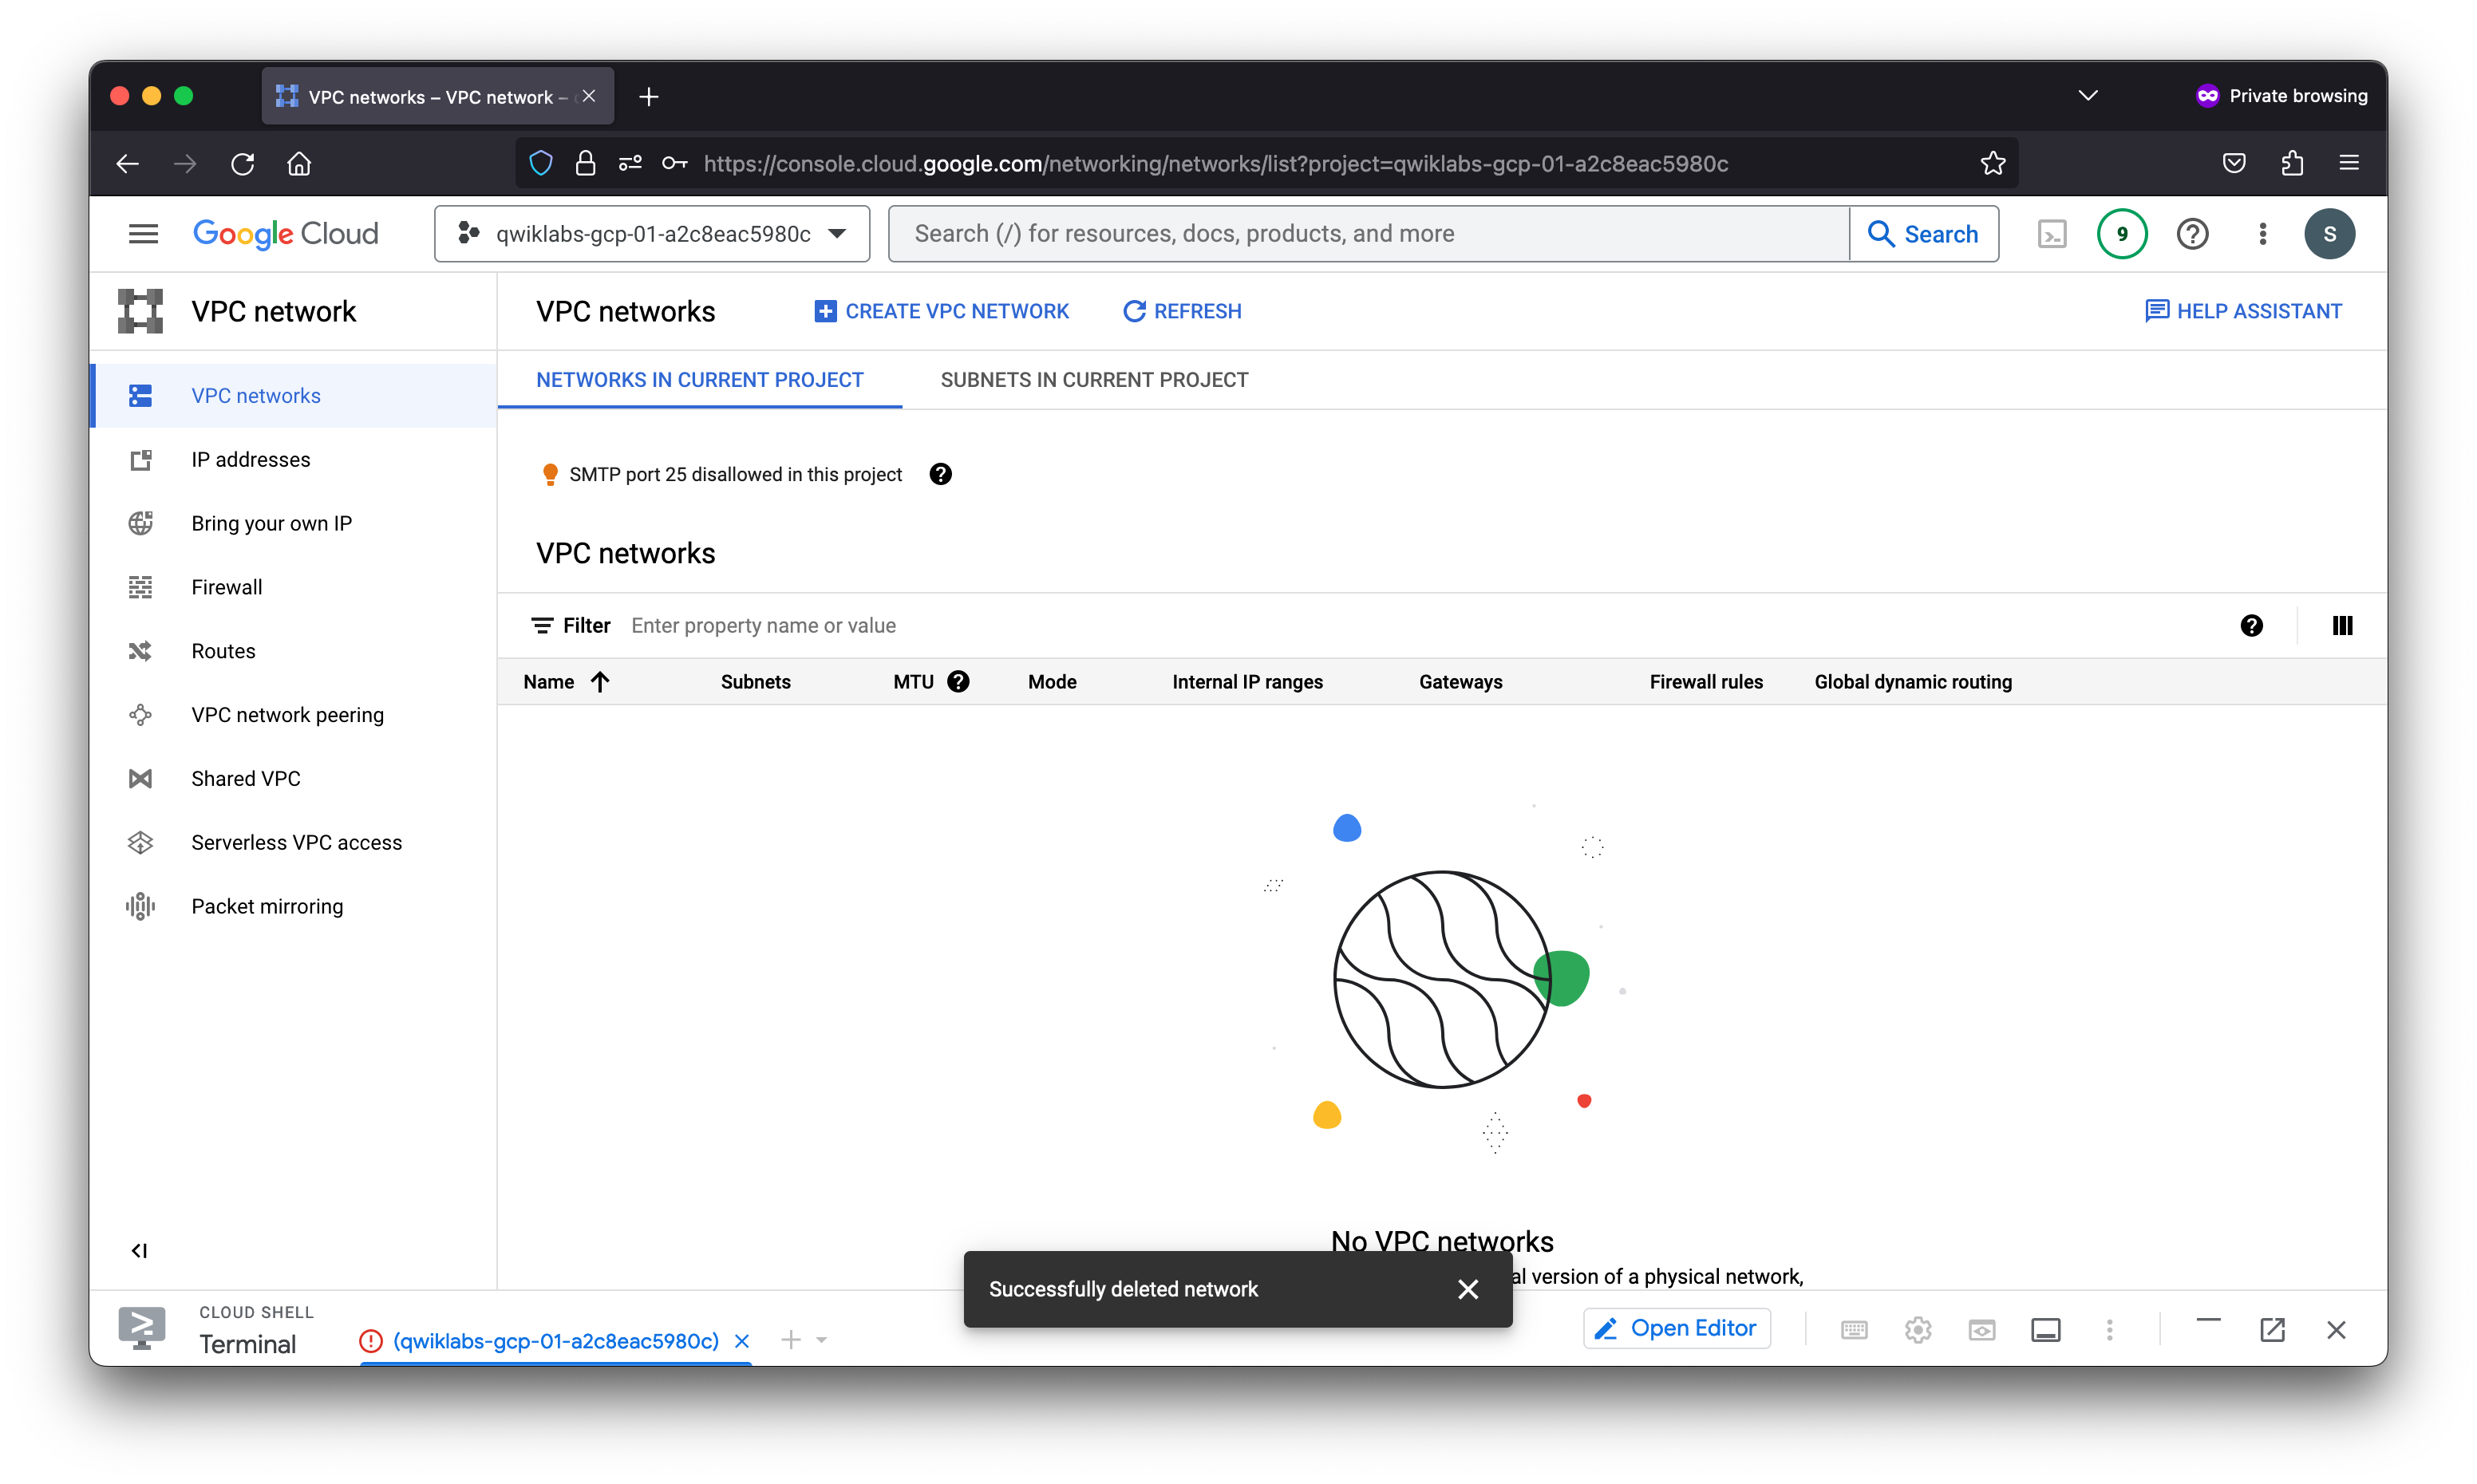 VPC networks – VPC network –
Private browsing
https://console.cloud.google.com/networking/networks/list?project=qwiklabs-gcp-01-a2c8eac5980c
Google Cloud
qwiklabs-gcp-01-a2c8eac5980c
Search (/) for resources, docs, products, and more
Search
9
S
VPC network
VPC networks
CREATE VPC NETWORK
REFRESH
HELP ASSISTANT
VPC networks
IP addresses
Bring your own IP
Firewall
Routes
VPC network peering
Shared VPC
Serverless VPC access
Packet mirroring
NETWORKS IN CURRENT PROJECT
SUBNETS IN CURRENT PROJECT
SMTP port 25 disallowed in this project
VPC networks
Filter Enter property name or value
Name Subnets MTU Mode Internal IP ranges Gateways Firewall rules Global dynamic routing
No VPC networks
version of a physical network,
Successfully deleted network
CLOUD SHELL
Terminal
(qwiklabs-gcp-01-a2c8eac5980c)
Open Editor